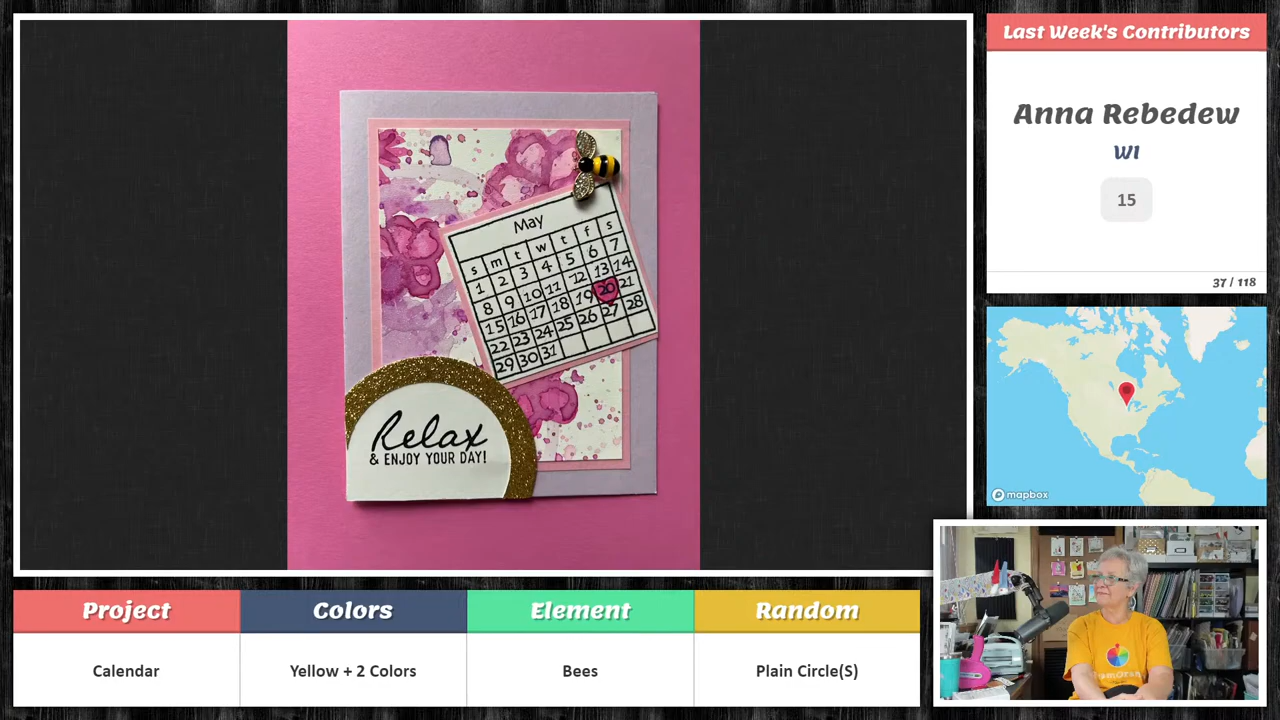 Last Week's Contributors
Anna Rebedew
WI
15
37 / 118
mapbox
May
s m t w t f s
1 2 3 4 5 6 7
8 9 10 11 12 13 14
15 16 17 18 19 20 21
22 23 24 25 26 27 28
29 30 31
Relax
& ENJOY YOUR DAY!
Project Colors Element Random
Calendar Yellow + 2 Colors Bees Plain Circle(S)